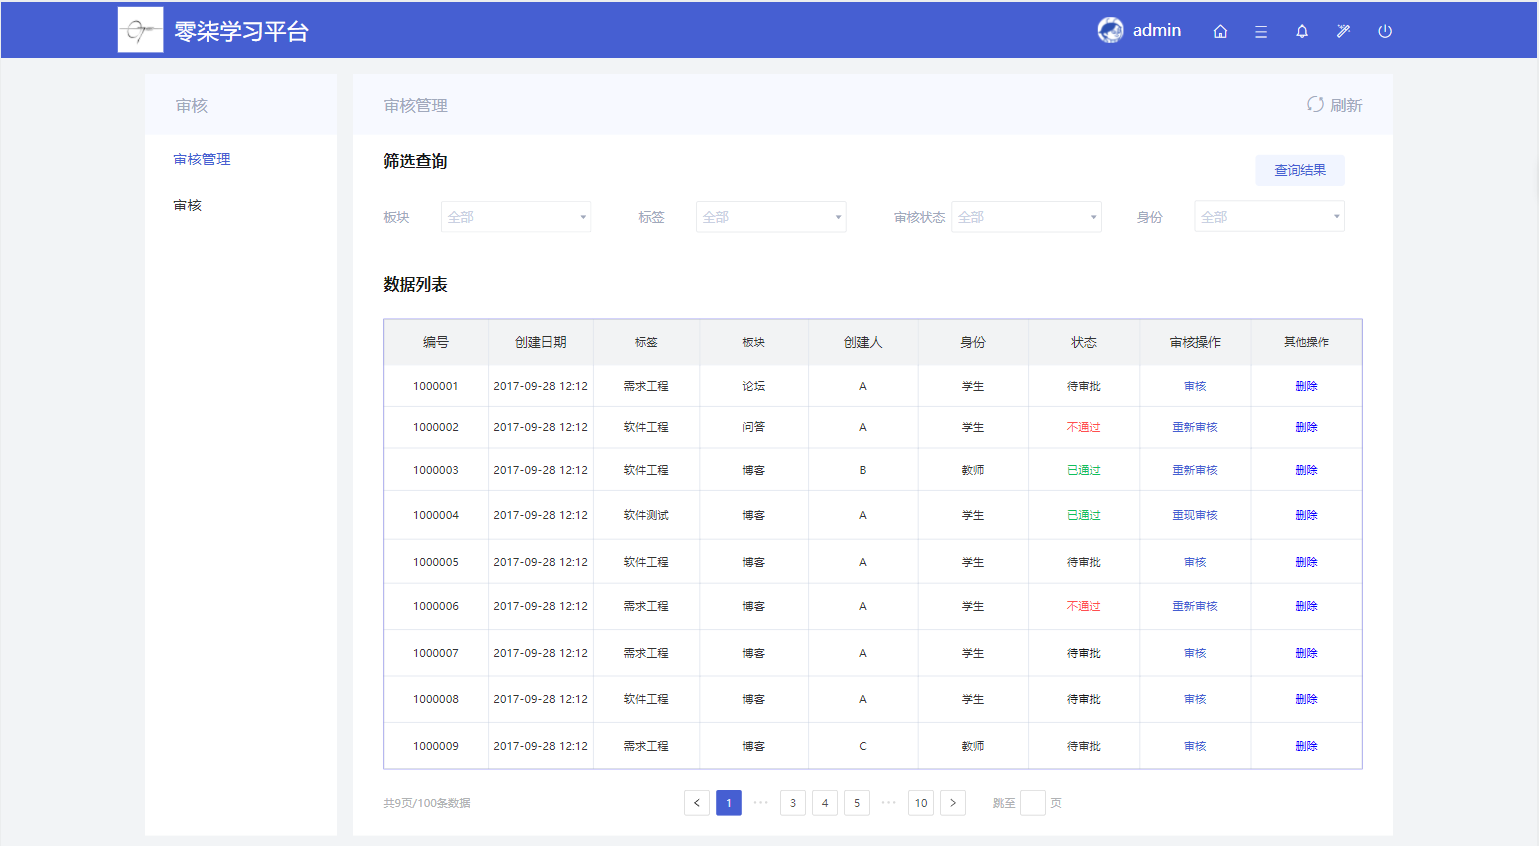 零柒学习平台 admin
审核 审核管理 刷新
审核管理
审核
筛选查询 查询结果
板块 全部 标签 全部 审核状态 全部 身份 全部
数据列表
编号 创建日期 标签 板块 创建人 身份 状态 审核操作 其他操作
1000001 2017-09-28 12:12 需求工程 论坛 A 学生 待审批 审核 删除
1000002 2017-09-28 12:12 软件工程 问答 A 学生 不通过 重新审核 删除
1000003 2017-09-28 12:12 软件工程 博客 B 教师 已通过 重新审核 删除
1000004 2017-09-28 12:12 软件测试 博客 A 学生 已通过 重现审核 删除
1000005 2017-09-28 12:12 软件工程 博客 A 学生 待审批 审核 删除
1000006 2017-09-28 12:12 需求工程 博客 A 学生 不通过 重新审核 删除
1000007 2017-09-28 12:12 需求工程 博客 A 学生 待审批 审核 删除
1000008 2017-09-28 12:12 软件工程 博客 A 学生 待审批 审核 删除
1000009 2017-09-28 12:12 需求工程 博客 C 教师 待审批 审核 删除
共9页/100条数据 < 1 ··· 3 4 5 ··· 10 > 跳至 页